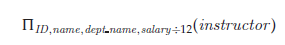 Π_{ID, name, dept_name, salary÷12}(instructor)